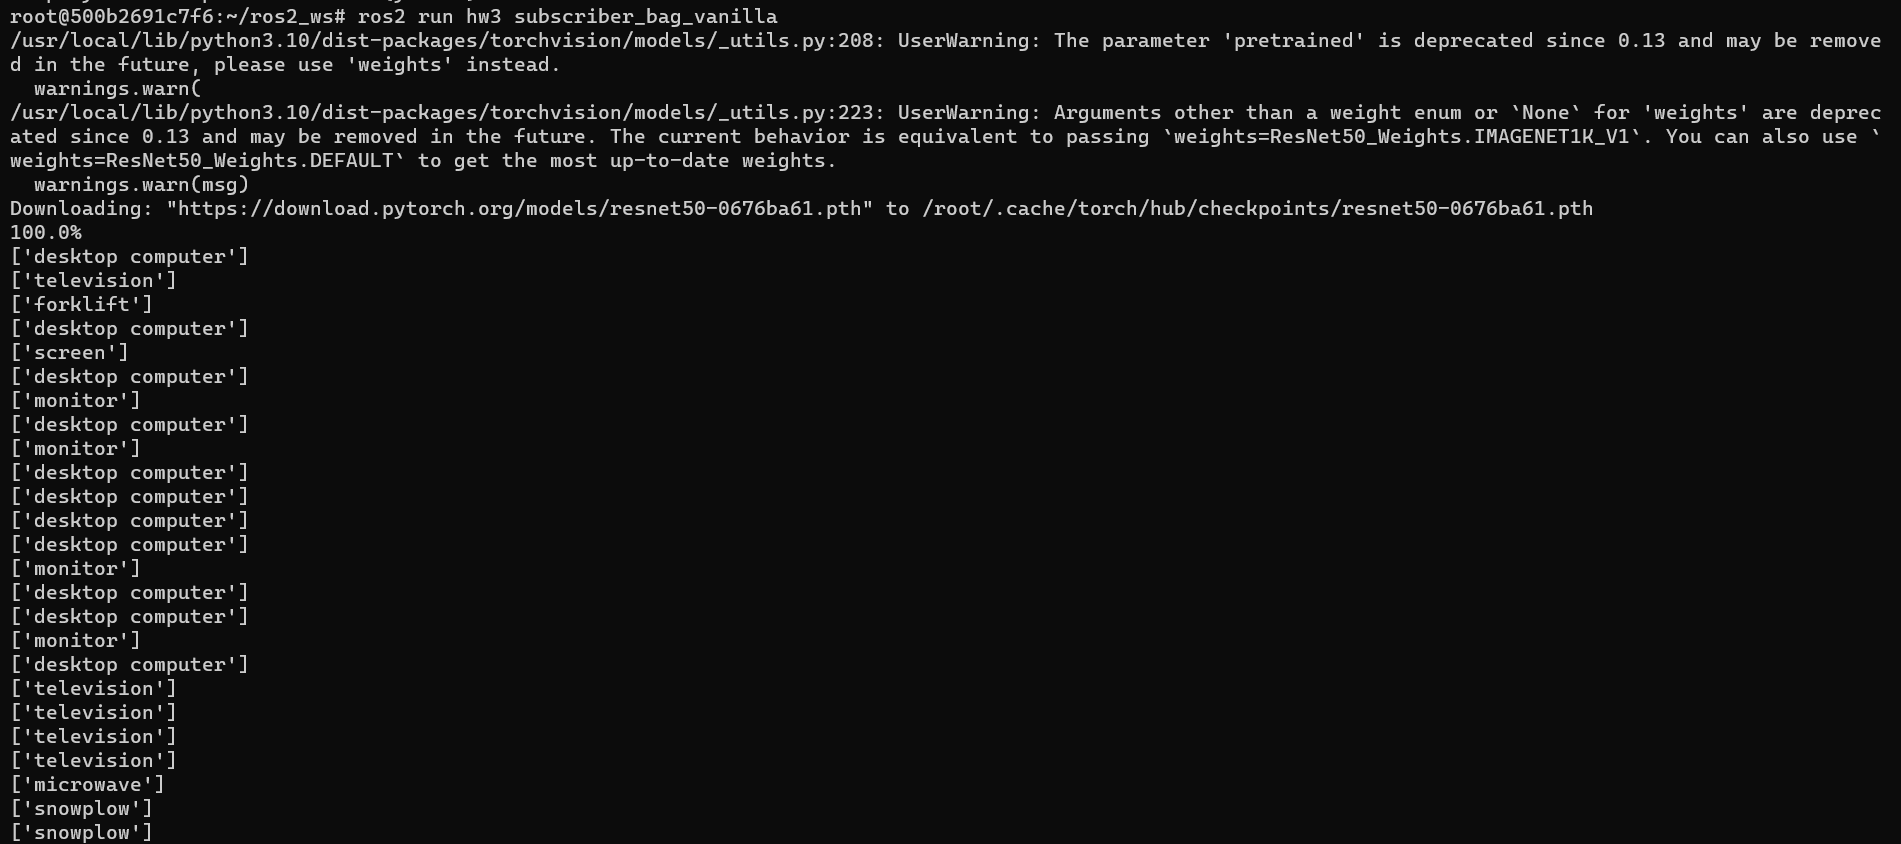 root@500b2691c7f6:~/ros2_ws# ros2 run hw3 subscriber_bag_vanilla
/usr/local/lib/python3.10/dist-packages/torchvision/models/_utils.py:208: UserWarning: The parameter 'pretrained' is deprecated since 0.13 and may be remove
d in the future, please use 'weights' instead.
  warnings.warn(
/usr/local/lib/python3.10/dist-packages/torchvision/models/_utils.py:223: UserWarning: Arguments other than a weight enum or `None` for 'weights' are deprec
ated since 0.13 and may be removed in the future. The current behavior is equivalent to passing `weights=ResNet50_Weights.IMAGENET1K_V1`. You can also use `
weights=ResNet50_Weights.DEFAULT` to get the most up-to-date weights.
  warnings.warn(msg)
Downloading: "https://download.pytorch.org/models/resnet50-0676ba61.pth" to /root/.cache/torch/hub/checkpoints/resnet50-0676ba61.pth
100.0%
['desktop computer']
['television']
['forklift']
['desktop computer']
['screen']
['desktop computer']
['monitor']
['desktop computer']
['monitor']
['desktop computer']
['desktop computer']
['desktop computer']
['desktop computer']
['monitor']
['desktop computer']
['desktop computer']
['monitor']
['desktop computer']
['television']
['television']
['television']
['television']
['microwave']
['snowplow']
['snowplow']